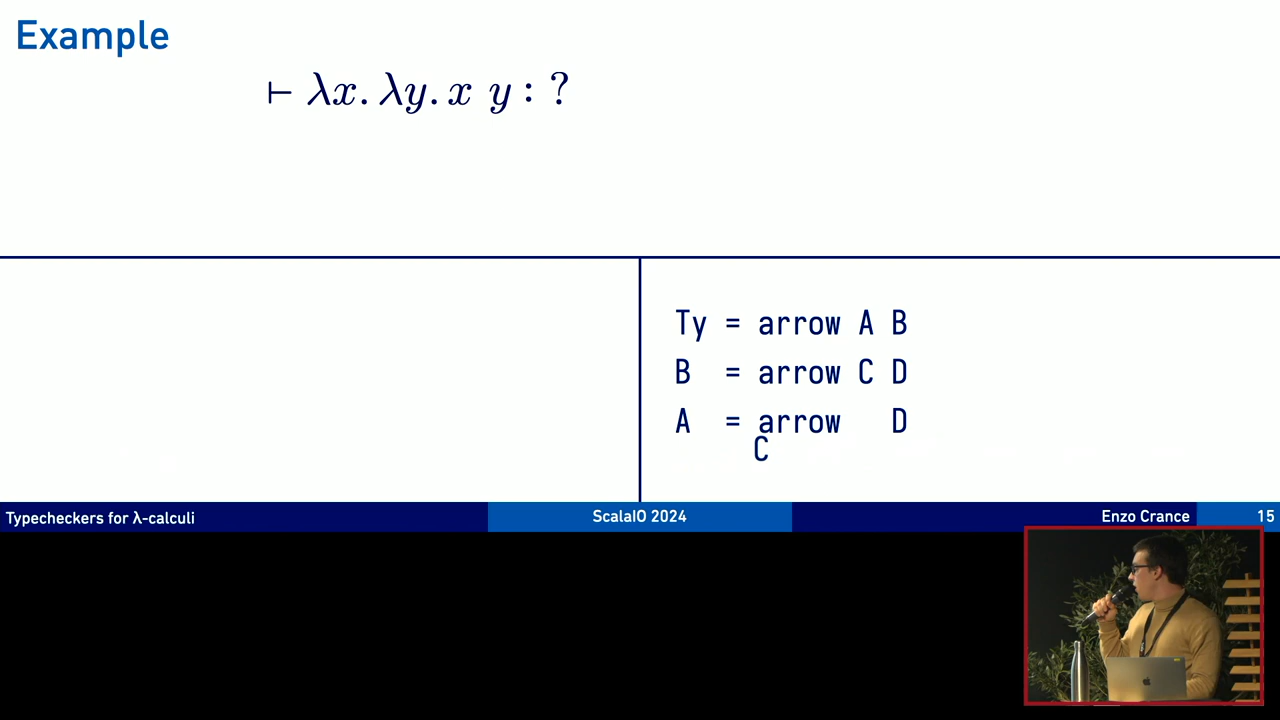 Example
⊢ λx. λy. x y : ?
Ty = arrow A B
B = arrow C D
A = arrow D
C
Typecheckers for λ-calculi
ScalaIO 2024
Enzo Crance
15